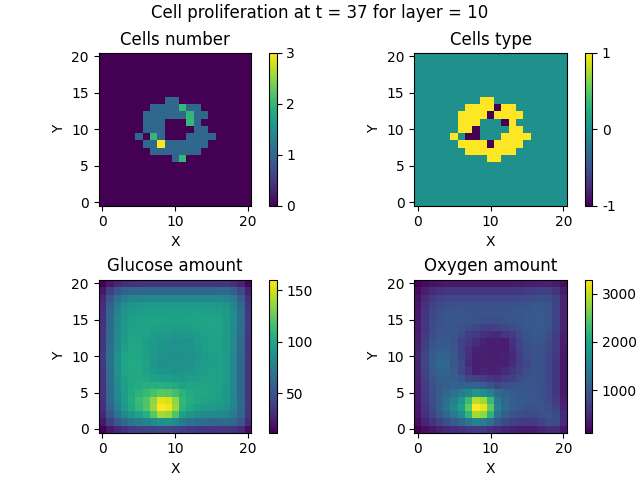 Cell proliferation at t = 37 for layer = 10
Cells number
Y
20
15
10
5
0
0 10 20
X
3
2
1
0
Cells type
Y
20
15
10
5
0
0 10 20
X
1
0
-1
Glucose amount
Y
20
15
10
5
0
0 10 20
X
150
100
50
Oxygen amount
Y
20
15
10
5
0
0 10 20
X
3000
2000
1000